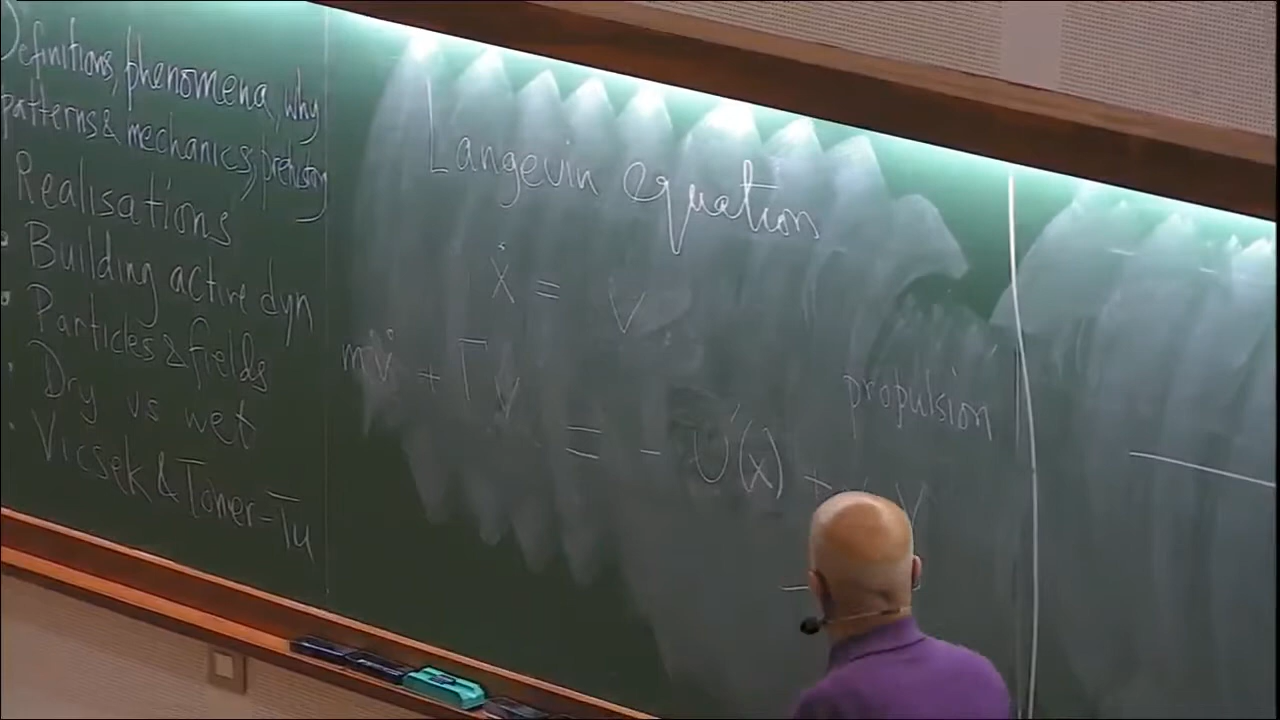 Definitions, phenomena, why
patterns & mechanics, prehistory
Realisations
Building active dyn
Particles & fields
Dry vs wet
Vicsek & Toner-Tu
Langevin equation
ẋ = v
mv̇ + Γv
= - U'(x) +
propulsion